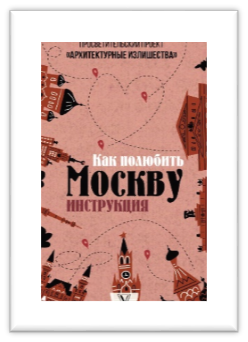 ПРОСВЕТИТЕЛЬСКИЙ ПРОЕКТ
«АРХИТЕКТУРНЫЕ ИЗЛИШЕСТВА»
Как полюбить
Москву
ИНСТРУКЦИЯ